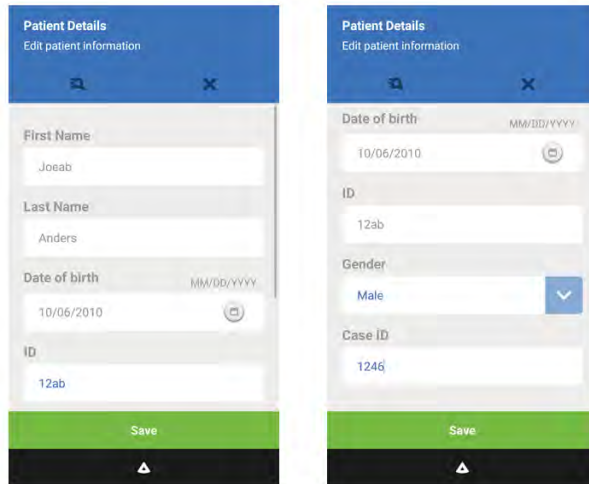 Patient Details
Edit patient information
First Name
Joeab
Last Name
Anders
Date of birth MM/DD/YYYY
10/06/2010
ID
12ab
Save
Patient Details
Edit patient information
Date of birth MM/DD/YYYY
10/06/2010
ID
12ab
Gender
Male
Case ID
1246
Save